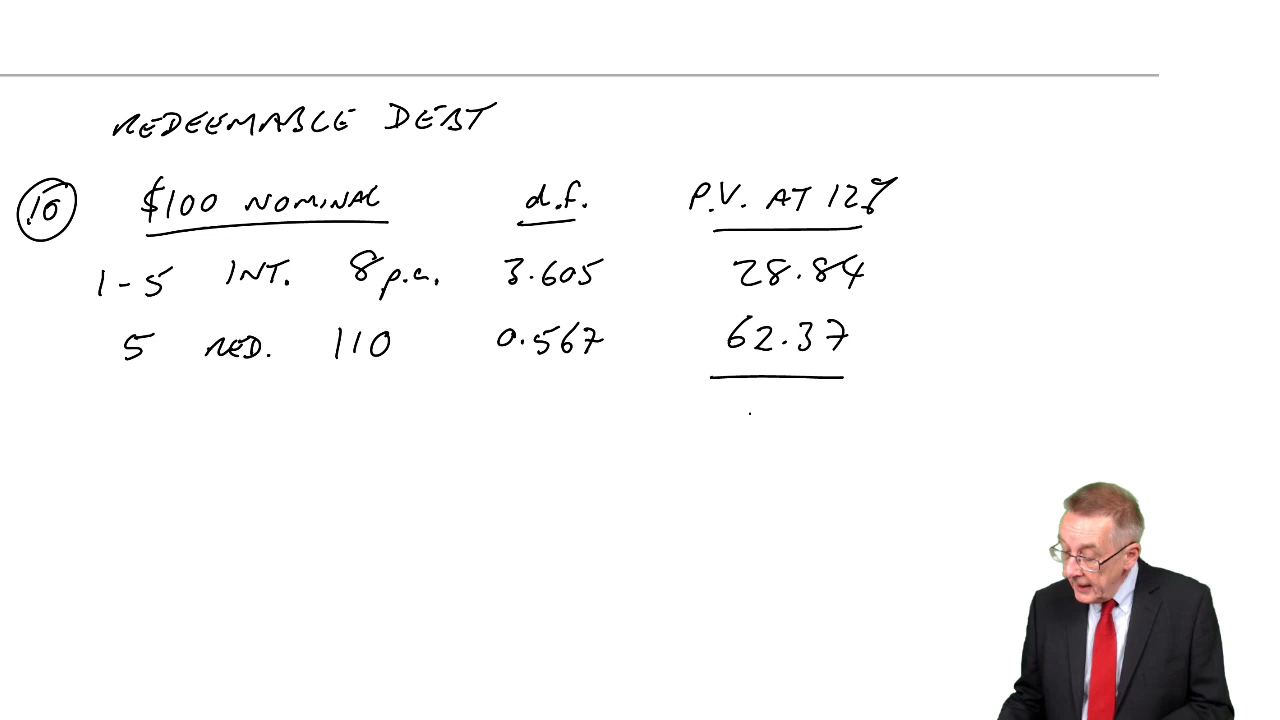 REDEEMABLE DEBT
10 $100 NOMINAL d.f. P.V. AT 12%
1-5 INT. 8 p.a. 3.605 28.84
5 RED. 110 0.567 62.37